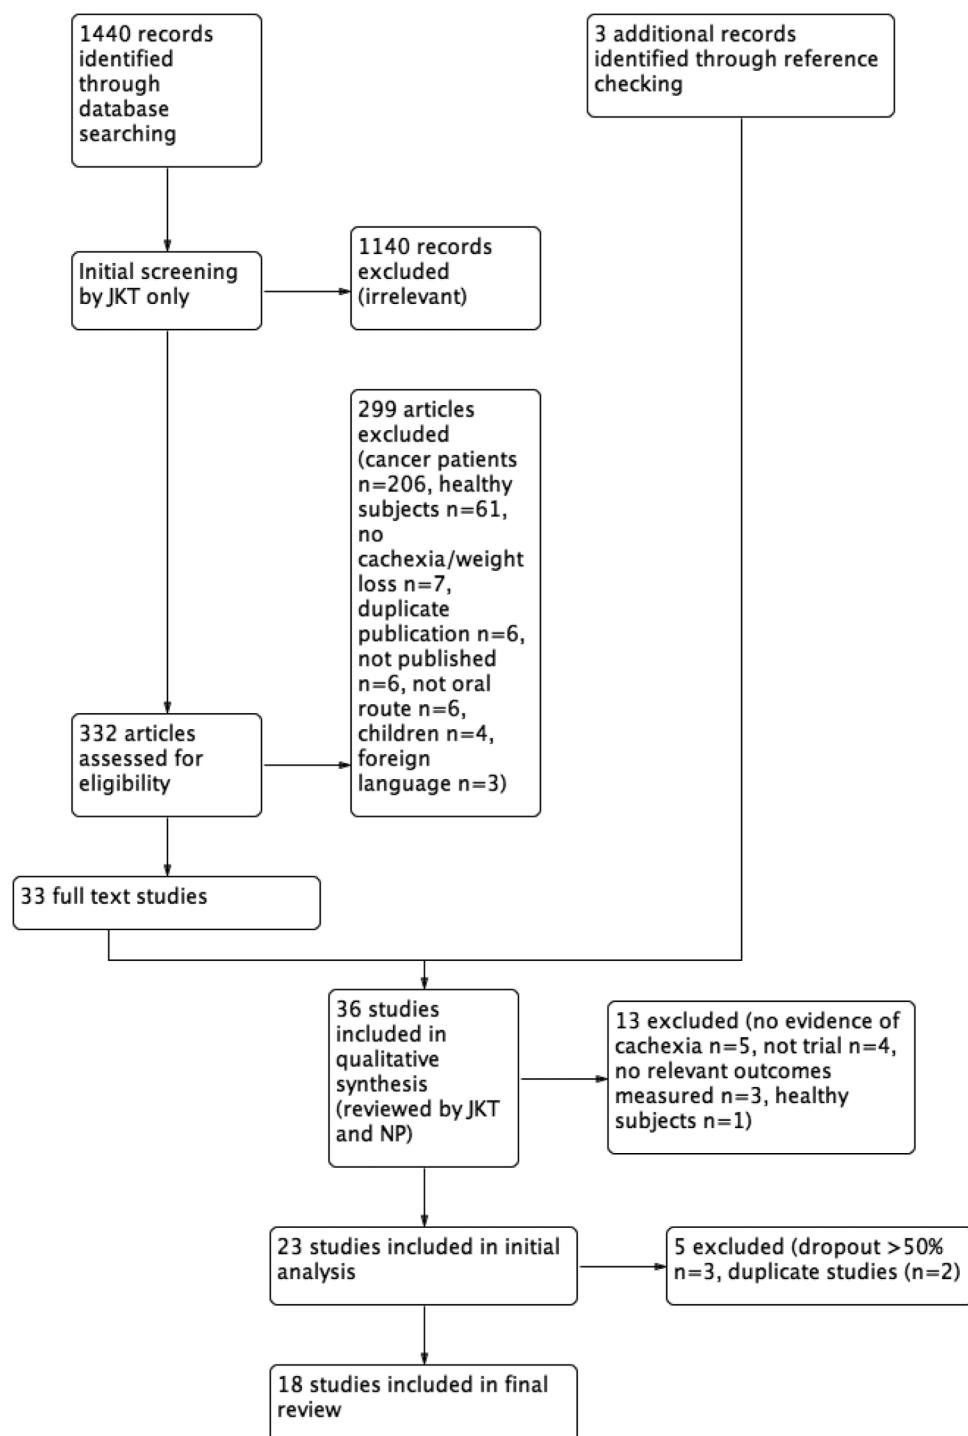 1440 records
identified
through
database
searching
3 additional records
identified through reference
checking
Initial screening
by JKT only
1140 records
excluded
(irrelevant)
299 articles
excluded
(cancer patients
n=206, healthy
subjects n=61,
no
cachexia/weight
loss n=7,
duplicate
publication n=6,
not published
n=6, not oral
route n=6,
children n=4,
foreign
language n=3)
332 articles
assessed for
eligibility
33 full text studies
36 studies
included in
qualitative
synthesis
(reviewed by JKT
and NP)
13 excluded (no evidence of
cachexia n=5, not trial n=4,
no relevant outcomes
measured n=3, healthy
subjects n=1)
23 studies included in initial
analysis
5 excluded (dropout >50%
n=3, duplicate studies (n=2)
18 studies included in final
review